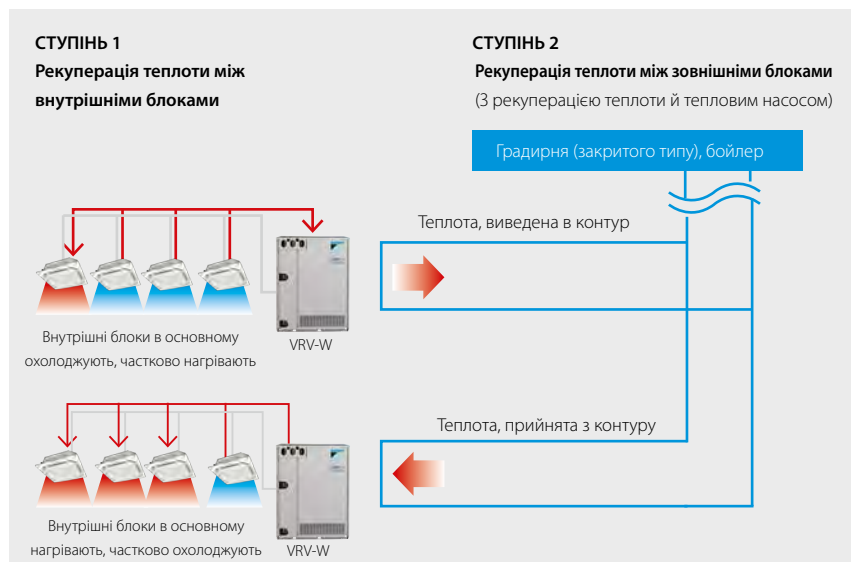 СТУПІНЬ 1
Рекуперація теплоти між
внутрішніми блоками
СТУПІНЬ 2
Рекуперація теплоти між зовнішніми блоками
(З рекуперацією теплоти й тепловим насосом)
Градирня (закритого типу), бойлер
Теплота, виведена в контур
Внутрішні блоки в основному
охолоджують, частково нагрівають
VRV-W
Теплота, прийнята з контуру
Внутрішні блоки в основному
нагрівають, частково охолоджують
VRV-W